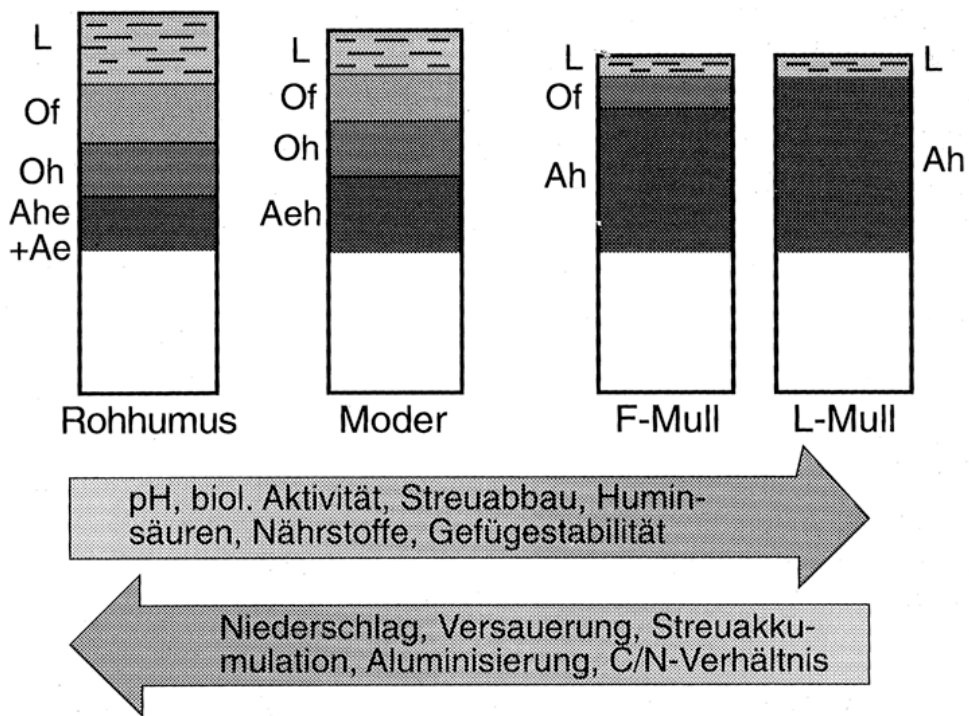 L
Of
Oh
Ahe
+Ae
Rohhumus
L
Of
Oh
Aeh
Moder
L
Of
Ah
F-Mull
L
Ah
L-Mull
pH, biol. Aktivität, Streuabbau, Humin-
säuren, Nährstoffe, Gefügestabilität
Niederschlag, Versauerung, Streuakku-
mulation, Aluminisierung, C/N-Verhältnis